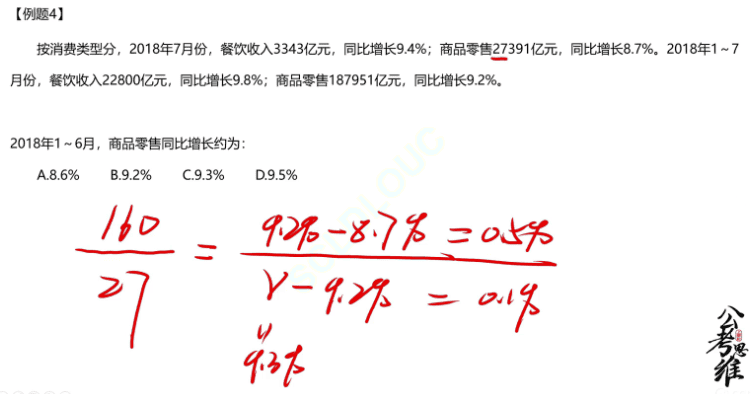 【例题4】
按消费类型分，2018年7月份，餐饮收入3343亿元，同比增长9.4%；商品零售27391亿元，同比增长8.7%。2018年1～7
月份，餐饮收入22800亿元，同比增长9.8%；商品零售187951亿元，同比增长9.2%。
2018年1～6月，商品零售同比增长约为：
A.8.6% B.9.2% C.9.3% D.9.5%
160 9.2%-8.7% =0.5%
=
27 r-9.2% =0.1%
9.3%
公考思维